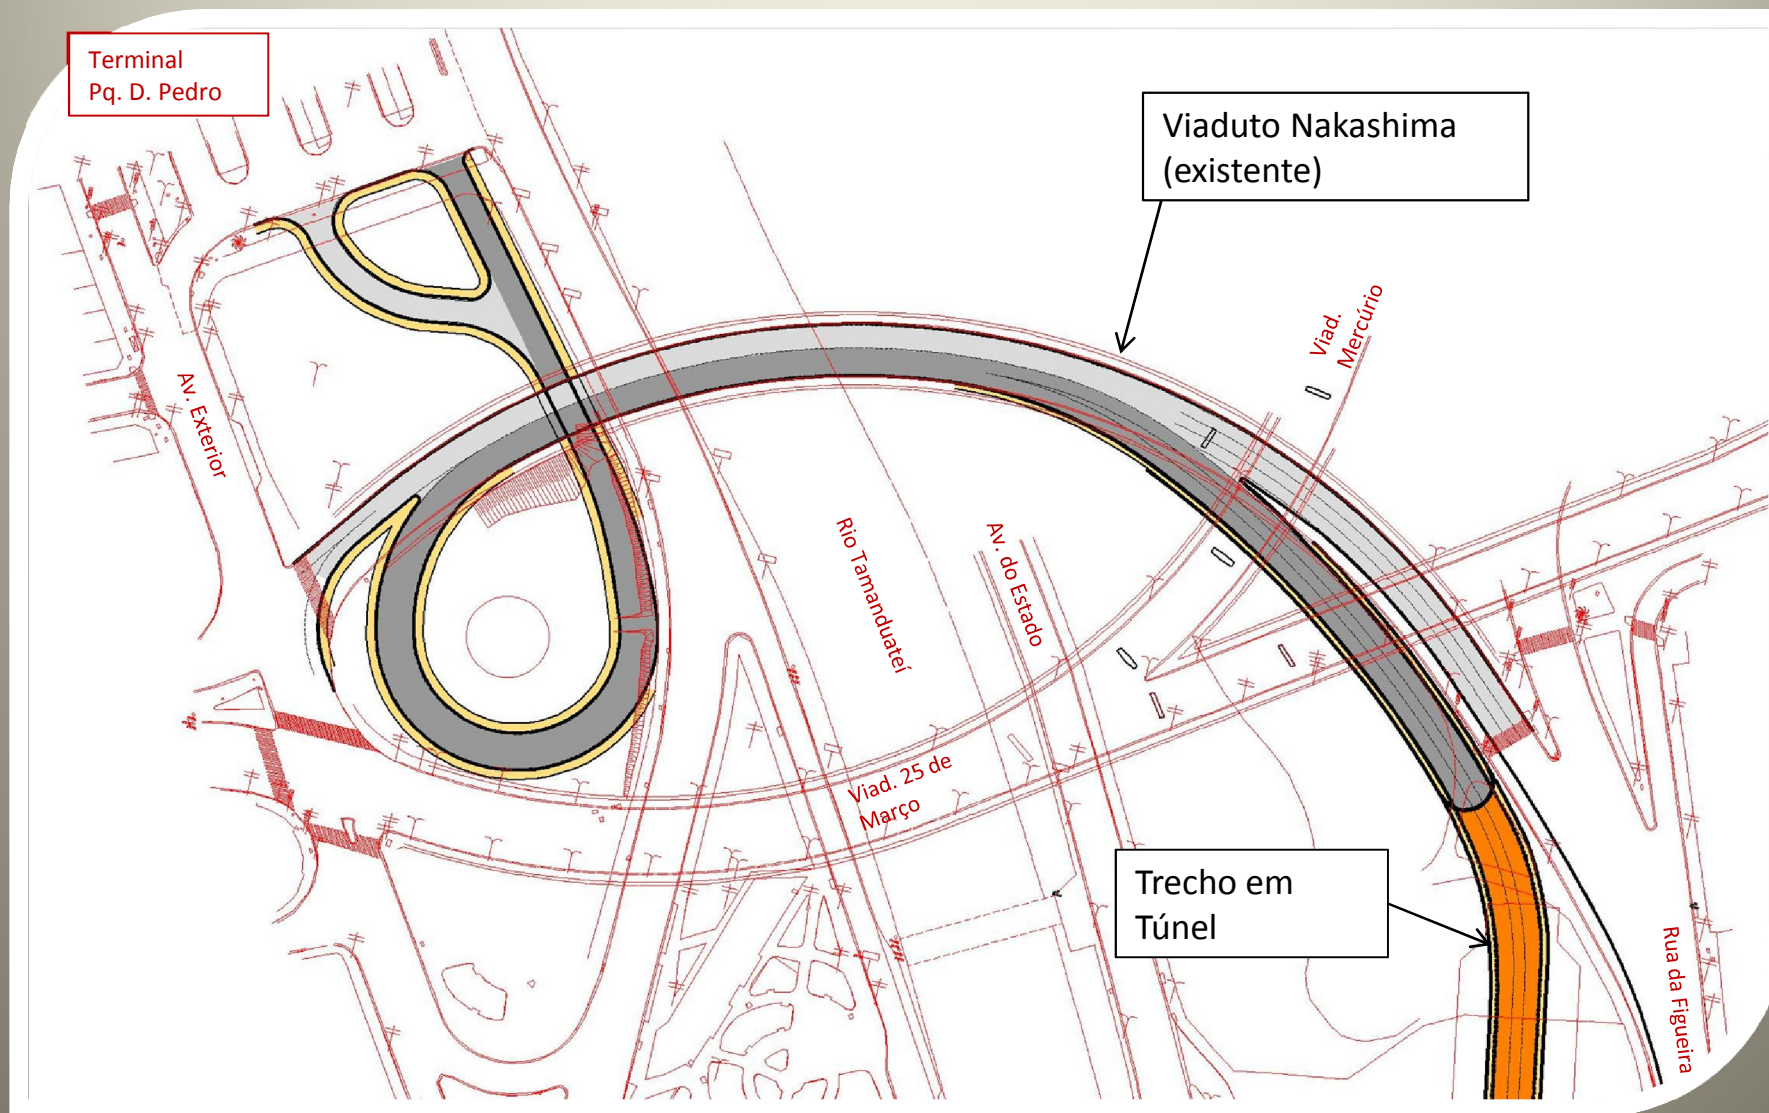 Terminal
Pq. D. Pedro
Viaduto Nakashima
(existente)
Viad.
Mercúrio
Av. Exterior
Rio Tamanduateí
Av. do Estado
Viad. 25 de
Março
Trecho em
Túnel
Rua da Figueira